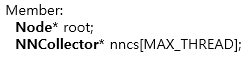 Member:
Node* root;
NNCollector* nncs[MAX_THREAD];